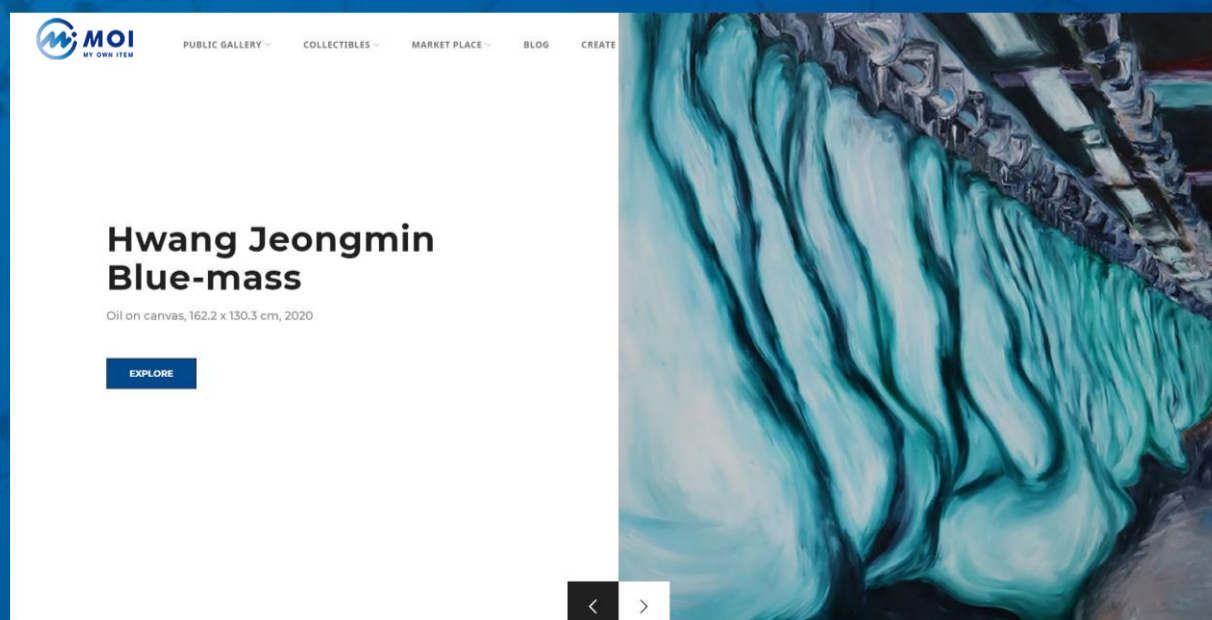 MOI
MY OWN ITEM
PUBLIC GALLERY
COLLECTIBLES
MARKET PLACE
BLOG
CREATE
Hwang Jeongmin
Blue-mass
Oil on canvas, 162.2 x 130.3 cm, 2020
EXPLORE